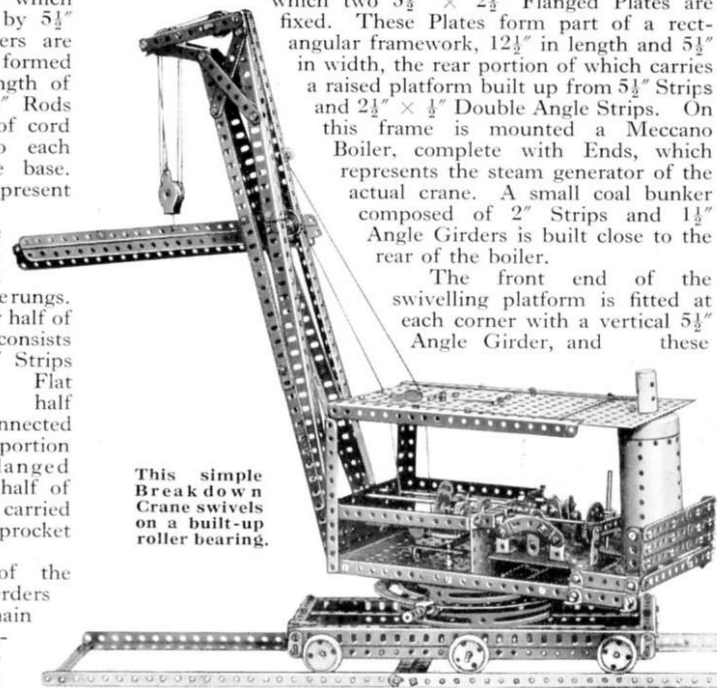 which
by 5½″
ers are
formed
ngth of
″ Rods
of cord
o each
e base.
present
e rungs.
half of
consists
Strips
Flat
half
nnected
portion
langed
half of
carried
procket
of the
rders
ain
which two 5½″ × 2½″ Flanged Plates are
fixed. These Plates form part of a rect-
angular framework, 12½″ in length and 5½″
in width, the rear portion of which carries
a raised platform built up from 5½″ Strips
and 2½″ × ½″ Double Angle Strips. On
this frame is mounted a Meccano
Boiler, complete with Ends, which
represents the steam generator of the
actual crane. A small coal bunker
composed of 2″ Strips and 1½″
Angle Girders is built close to the
rear of the boiler.
The front end of the
swivelling platform is fitted at
each corner with a vertical 5½″
Angle Girder, and these
This simple
Breakdown
Crane swivels
on a built-up
roller bearing.